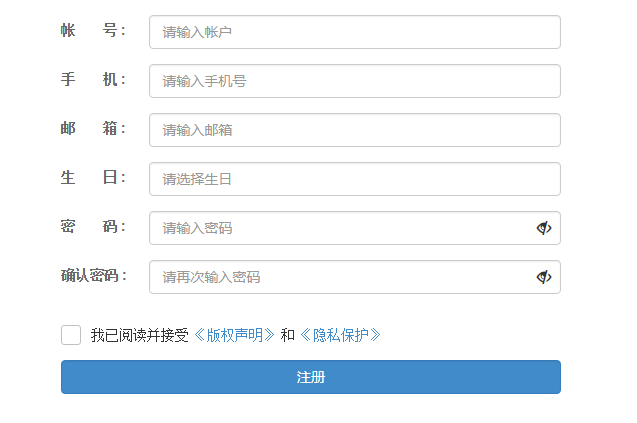 帐 号： 请输入帐户
手 机： 请输入手机号
邮 箱： 请输入邮箱
生 日： 请选择生日
密 码： 请输入密码
确认密码： 请再次输入密码
我已阅读并接受《版权声明》和《隐私保护》
注册